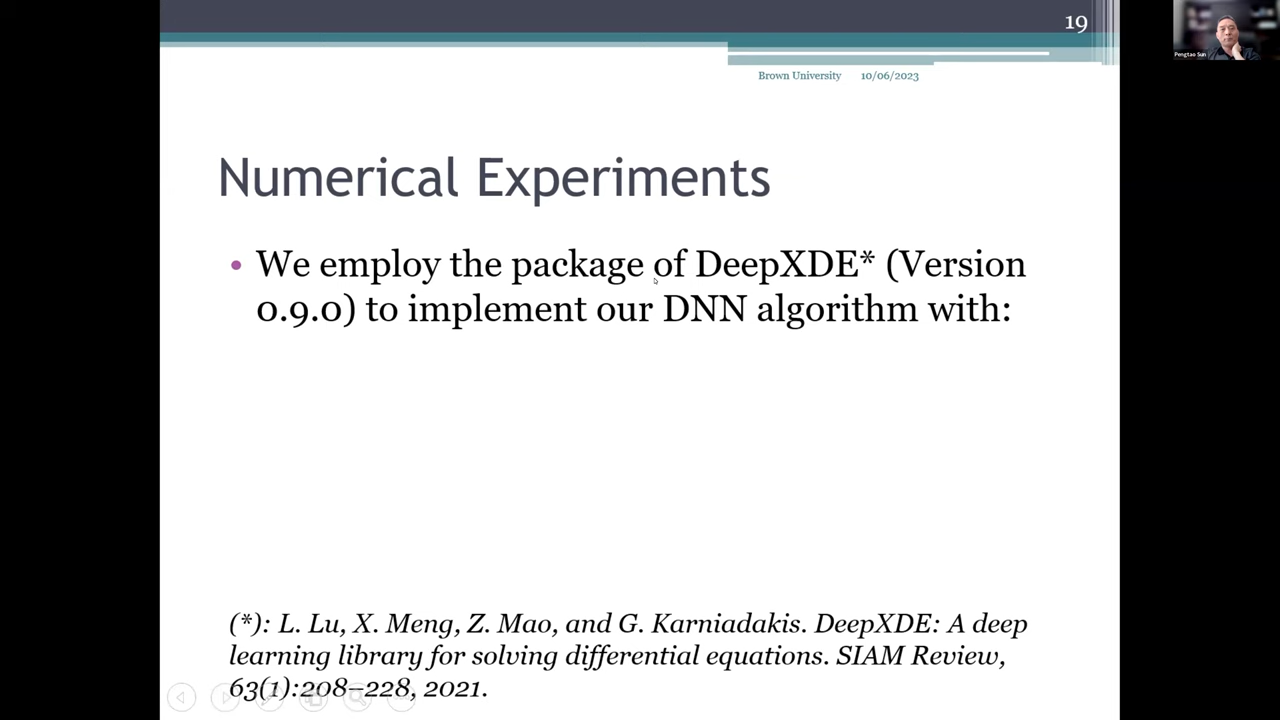 19
Pengtao Sun
Brown University 10/06/2023
Numerical Experiments
• We employ the package of DeepXDE* (Version
0.9.0) to implement our DNN algorithm with:
(*): L. Lu, X. Meng, Z. Mao, and G. Karniadakis. DeepXDE: A deep
learning library for solving differential equations. SIAM Review,
63(1):208–228, 2021.